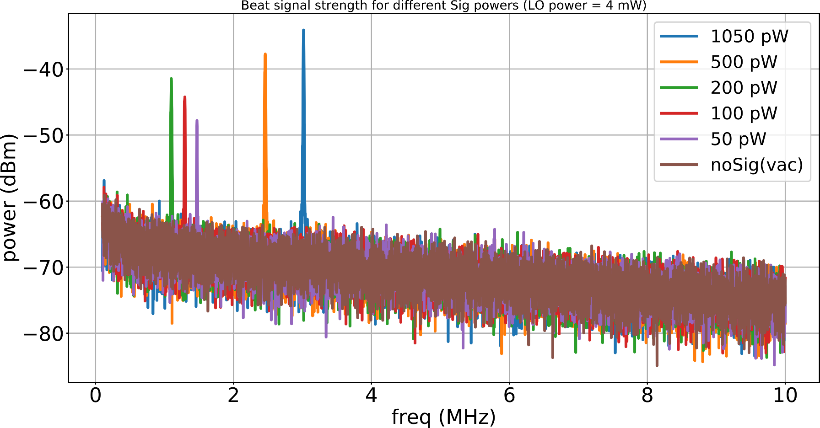 Beat signal strength for different Sig powers (LO power = 4 mW)
power (dBm)
−40
−50
−60
−70
−80
1050 pW
500 pW
200 pW
100 pW
50 pW
noSig(vac)
0 2 4 6 8 10
freq (MHz)